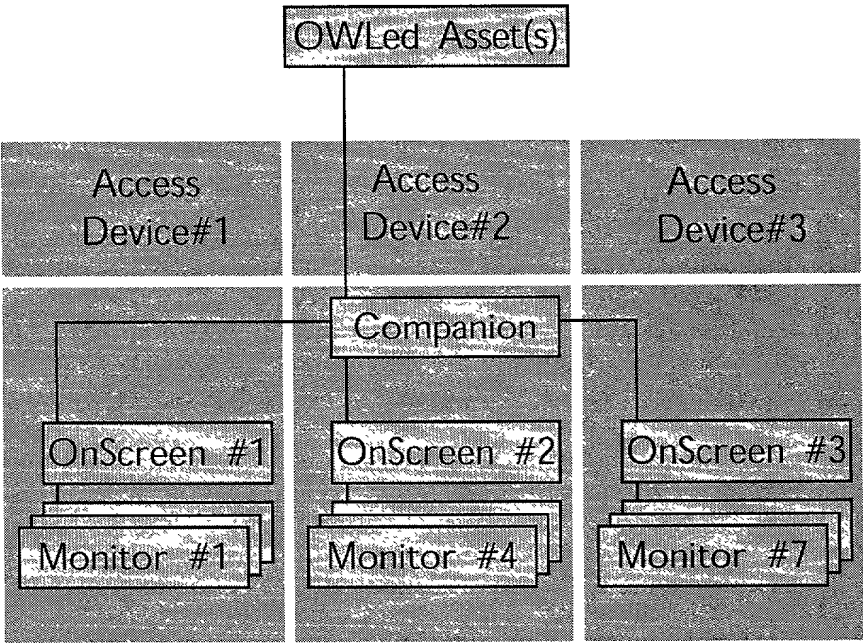 OWLed Asset(s)
Access
Device#1
Access
Device#2
Access
Device#3
Companion
OnScreen #1
OnScreen #2
OnScreen #3
Monitor #1
Monitor #4
Monitor #7